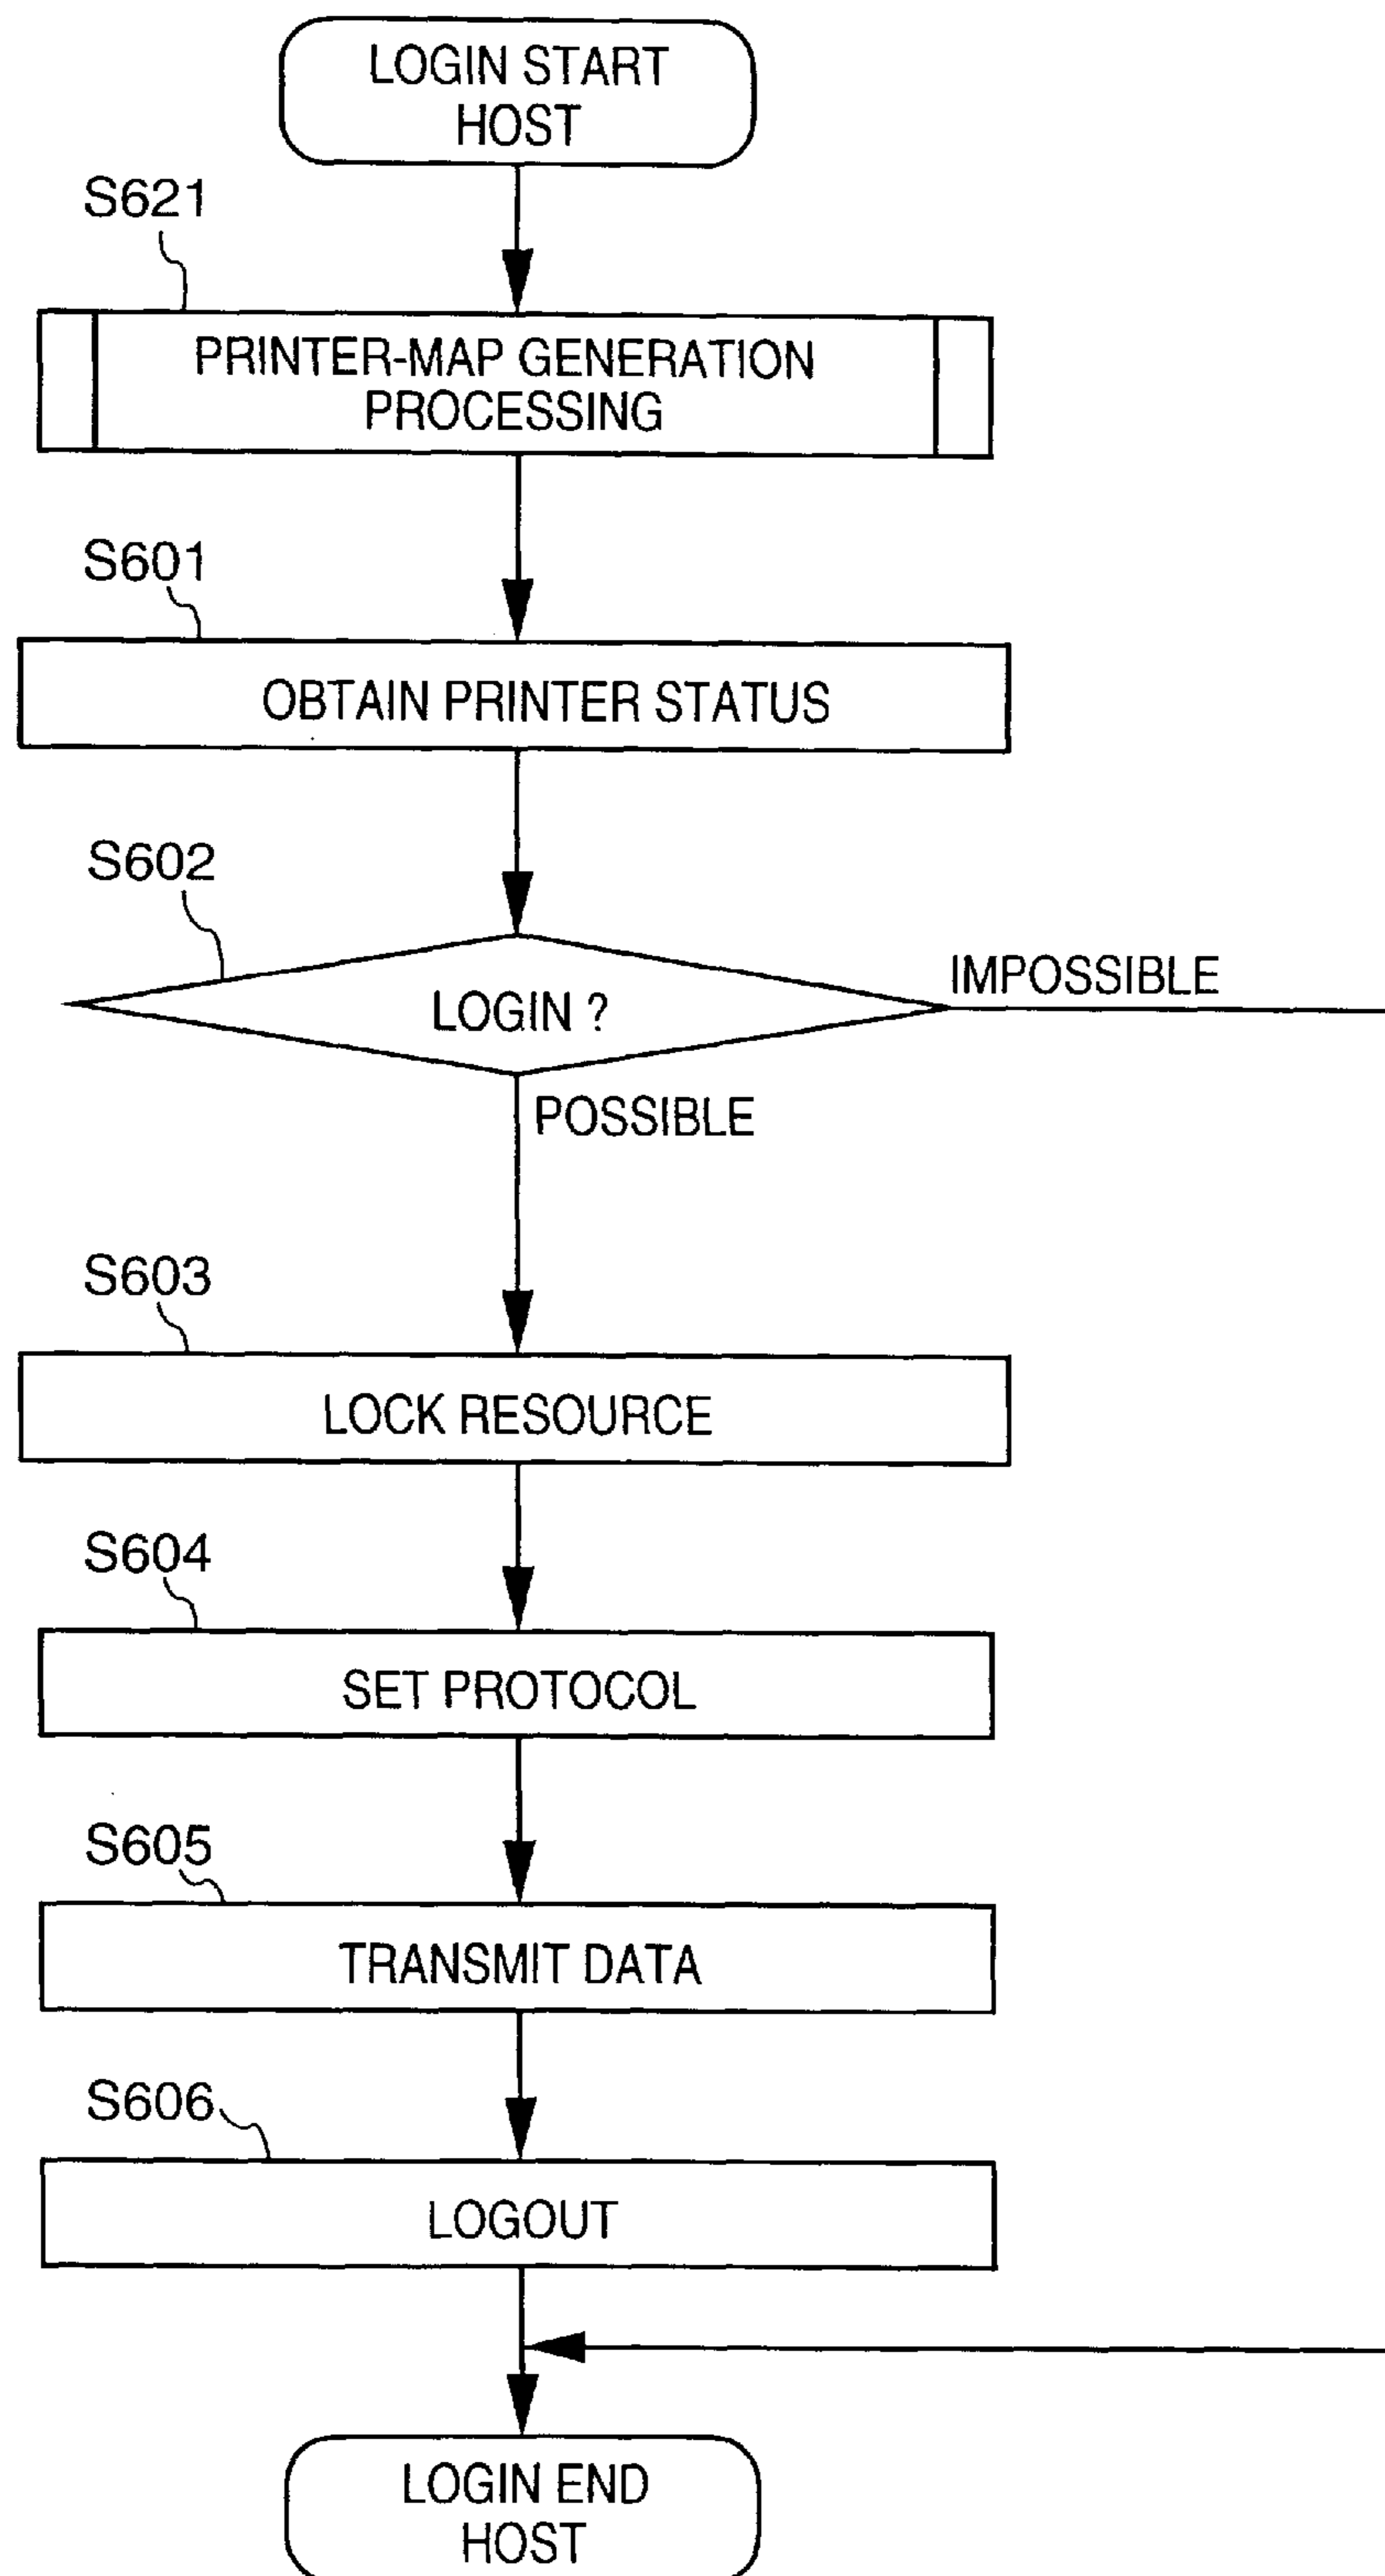 LOGIN START
HOST
S621
PRINTER-MAP GENERATION
PROCESSING
S601
OBTAIN PRINTER STATUS
S602
LOGIN ?
IMPOSSIBLE
POSSIBLE
S603
LOCK RESOURCE
S604
SET PROTOCOL
S605
TRANSMIT DATA
S606
LOGOUT
LOGIN END
HOST